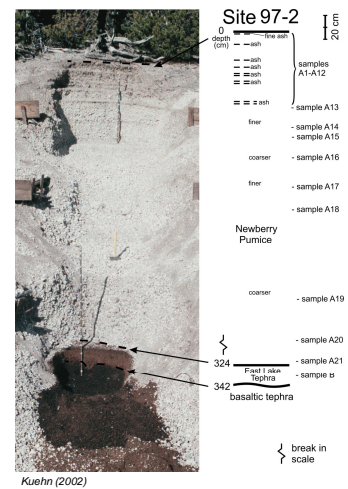 Site 97-2
20 cm
0
depth
(cm)
fine ash
ash
ash
ash
ash
ash
samples
A1-A12
ash
sample A13
finer
- sample A14
- sample A15
coarser
- sample A16
finer
- sample A17
- sample A18
Newberry
Pumice
coarser
- sample A19
- sample A20
324
- sample A21
East Lake
Tephra
- sample B
342
basaltic tephra
break in
scale
Kuehn (2002)